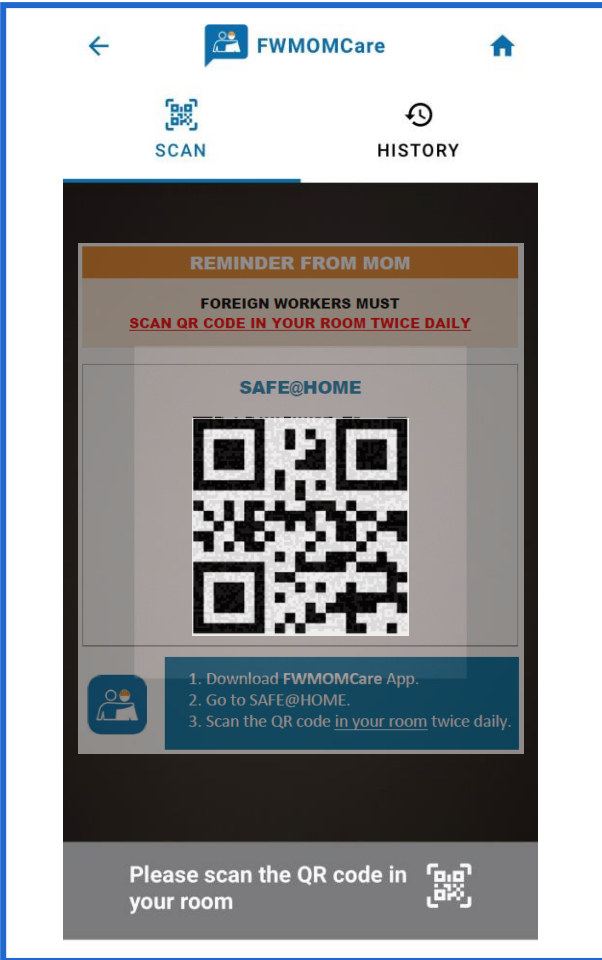 FWMOMCare
SCAN
HISTORY
REMINDER FROM MOM
FOREIGN WORKERS MUST
SCAN QR CODE IN YOUR ROOM TWICE DAILY
SAFE@HOME
1. Download FWMOMCare App.
2. Go to SAFE@HOME.
3. Scan the QR code in your room twice daily.
Please scan the QR code in
your room